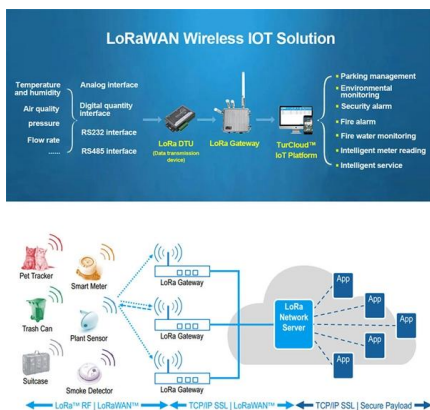 LoRaWAN Wireless IOT Solution
Temperature
and humidity
Air quality
pressure
Flow rate
......
Analog interface
Digital quantity
interface
RS232 interface
RS485 interface
LoRa DTU
(Data transmission
device)
LoRa Gateway
TurCloud™
IoT Platform
Parking management
Environmental
monitoring
Security alarm
Fire alarm
Fire water monitoring
Intelligent meter reading
Intelligent service
Pet Tracker
Smart Meter
Trash Can
Plant Sensor
Suitcase
Smoke Detector
LoRa Gateway
LoRa Gateway
LoRa Gateway
LoRa
Network
Server
App
App
App
App
App
LoRa™ RF | LoRaWAN™
TCP/IP SSL | LoRaWAN™
TCP/IP SSL | Secure Payload